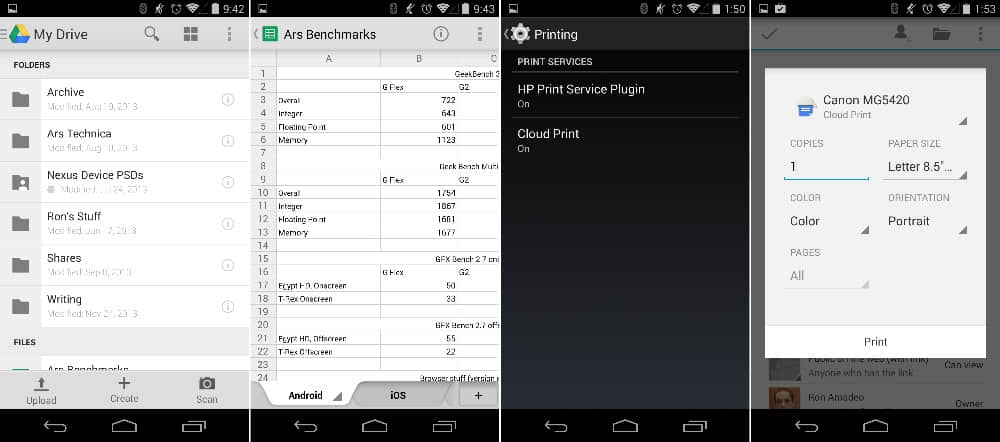 9:42
My Drive
FOLDERS
Archive
Modified: Aug 19, 2013
Ars Technica
Modified: Aug 10, 2013
Nexus Device PSDs
Modified: Jul 24, 2013
Ron's Stuff
Modified: Jun 17, 2013
Shares
Modified: Sep 8, 2013
Writing
Modified: Nov 24, 2013
FILES
Ars Benchmarks
Upload
Create
Scan
9:43
Ars Benchmarks
A B C
1 GeekBench 3
2 G Flex G2
3 Overall 722
4 Integer 643
5 Floating Point 601
6 Memory 1123
7
8 Geek Bench Multi
9 G Flex G2
10 Overall 1754
11 Integer 1867
12 Floating Point 1681
13 Memory 1677
14
15 GFX Bench 2.7 on
16 G Flex G2
17 Egypt HD, Onscreen 50
18 T-Rex Onscreen 33
19
20 GFX Bench 2.7 offs
21 Egypt HD, Offscreen 55
22 T-Rex Offscreen 22
23
24 Browser stuff (version
Android
iOS
+
1:50
Printing
PRINT SERVICES
HP Print Service Plugin
On
Cloud Print
On
1:53
Canon MG5420
Cloud Print
COPIES PAPER SIZE
1 Letter 8.5"...
COLOR ORIENTATION
Color Portrait
PAGES
All
Print
Public on the web (with link)
Anyone who has the link
Can view
Ron Amadeo
Owner